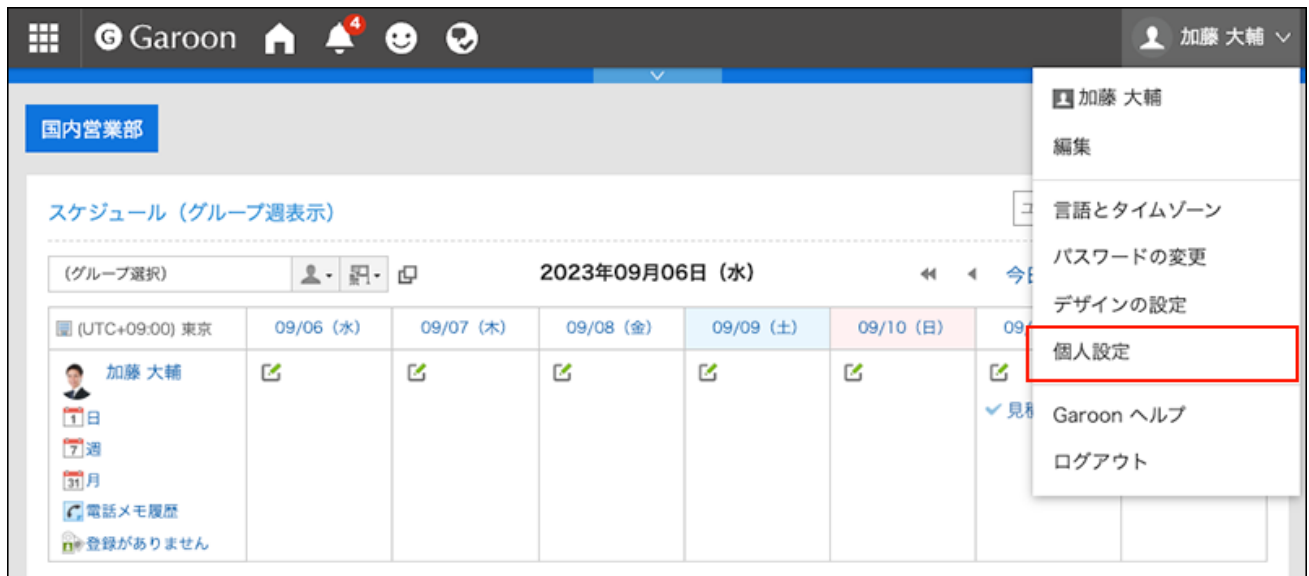 Garoon 4 加藤 大輔
加藤 大輔
国内営業部
編集
スケジュール（グループ週表示）
言語とタイムゾーン
パスワードの変更
(グループ選択) 2023年09月06日（水）
デザインの設定
(UTC+09:00) 東京 09/06（水） 09/07（木） 09/08（金） 09/09（土） 09/10（日） 09/
個人設定
加藤 大輔
1 日
見積
Garoon ヘルプ
7 週
ログアウト
31 月
電話メモ履歴
登録がありません